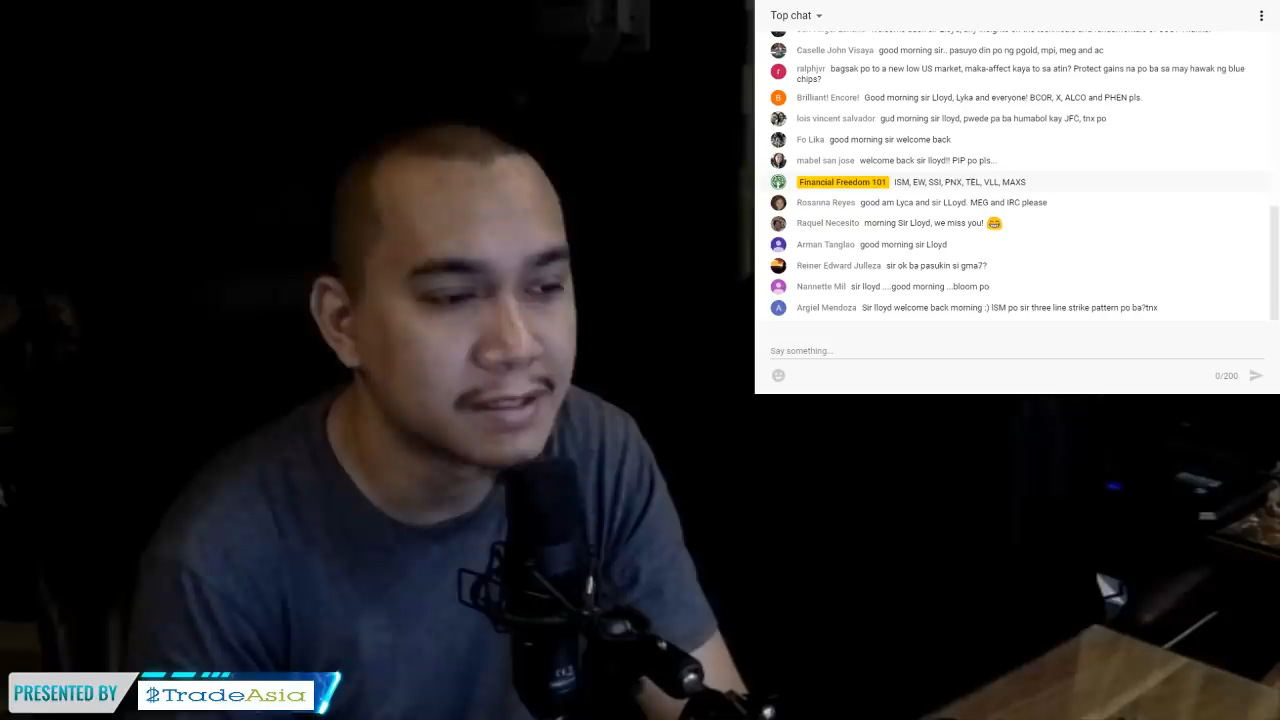 Top chat
Caselle John Visaya good morning sir.. pasuyo din po ng pgold, mpi, meg and ac
ralphjvr bagsak po to a new low US market, maka-affect kaya to sa atin? Protect gains na po ba sa may hawak ng blue
chips?
Brilliant! Encore! Good morning sir Lloyd, Lyka and everyone! BCOR, X, ALCO and PHEN pls.
lois vincent salvador gud morning sir lloyd, pwede pa ba humabol kay JFC, tnx po
Fo Lika good morning sir welcome back
mabel san jose welcome back sir lloyd!! PIP po pls...
Financial Freedom 101 ISM, EW, SSI, PNX, TEL, VLL, MAXS
Rosanna Reyes good am Lyca and sir LLoyd. MEG and IRC please
Raquel Necesito morning Sir Lloyd, we miss you! 😁
Arman Tanglao good morning sir Lloyd
Reiner Edward Julleza sir ok ba pasukin si gma7?
Nannette Mil sir lloyd ....good morning ...bloom po
Argiel Mendoza Sir lloyd welcome back morning :) ISM po sir three line strike pattern po ba?tnx
Say something...
0/200
PRESENTED BY
$TradeAsia